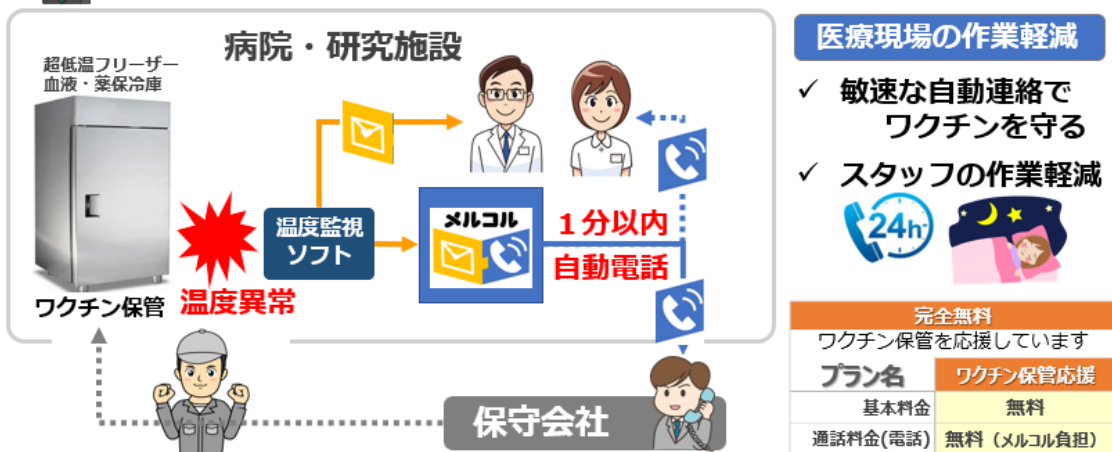 病院・研究施設
超低温フリーザー
血液・薬保冷庫
ワクチン保管
温度異常
温度監視
ソフト
メルコル
1分以内
自動電話
保守会社
医療現場の作業軽減
✓ 敏速な自動連絡で
ワクチンを守る
✓ スタッフの作業軽減
24h
完全無料
ワクチン保管を応援しています
プラン名 ワクチン保管応援
基本料金 無料
通話料金(電話) 無料（メルコル負担）